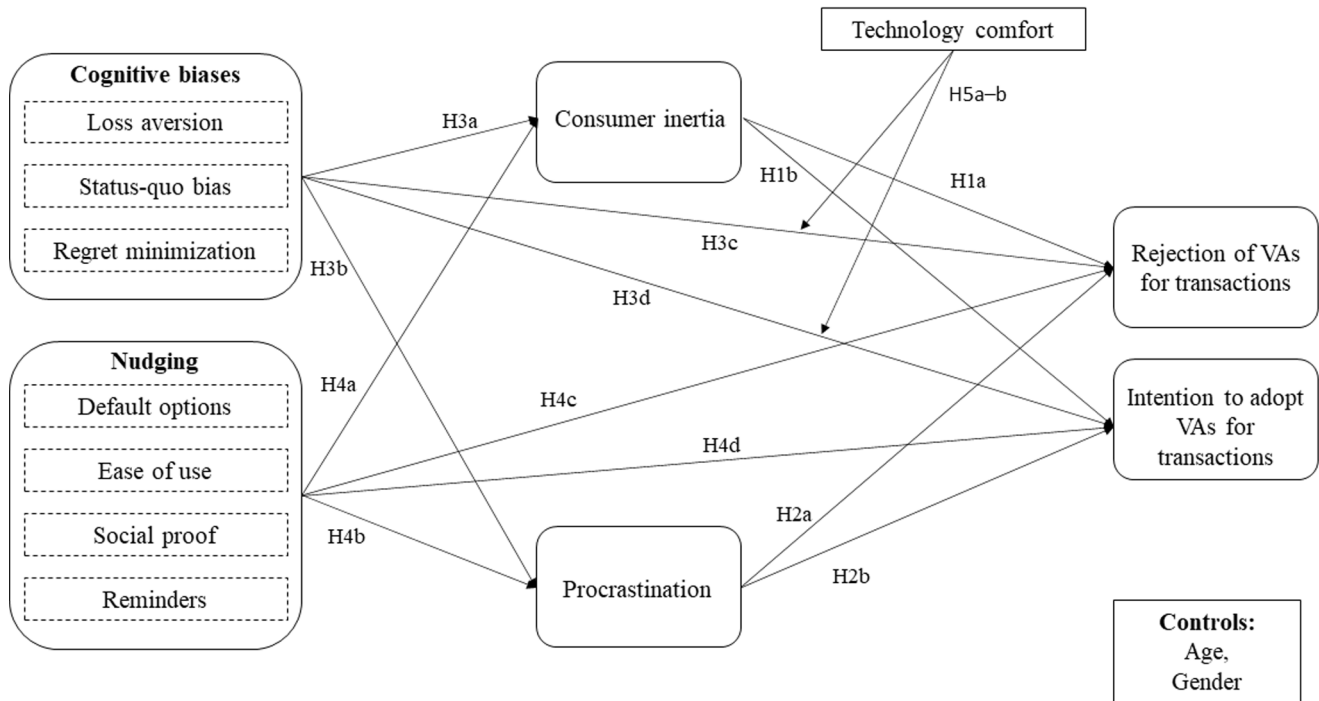 Technology comfort
Cognitive biases
Loss aversion
Status-quo bias
Regret minimization
Nudging
Default options
Ease of use
Social proof
Reminders
Consumer inertia
Procrastination
Rejection of VAs
for transactions
Intention to adopt
VAs for
transactions
H3a
H3b
H3c
H3d
H4a
H4b
H4c
H4d
H1a
H1b
H2a
H2b
H5a–b
Controls:
Age,
Gender